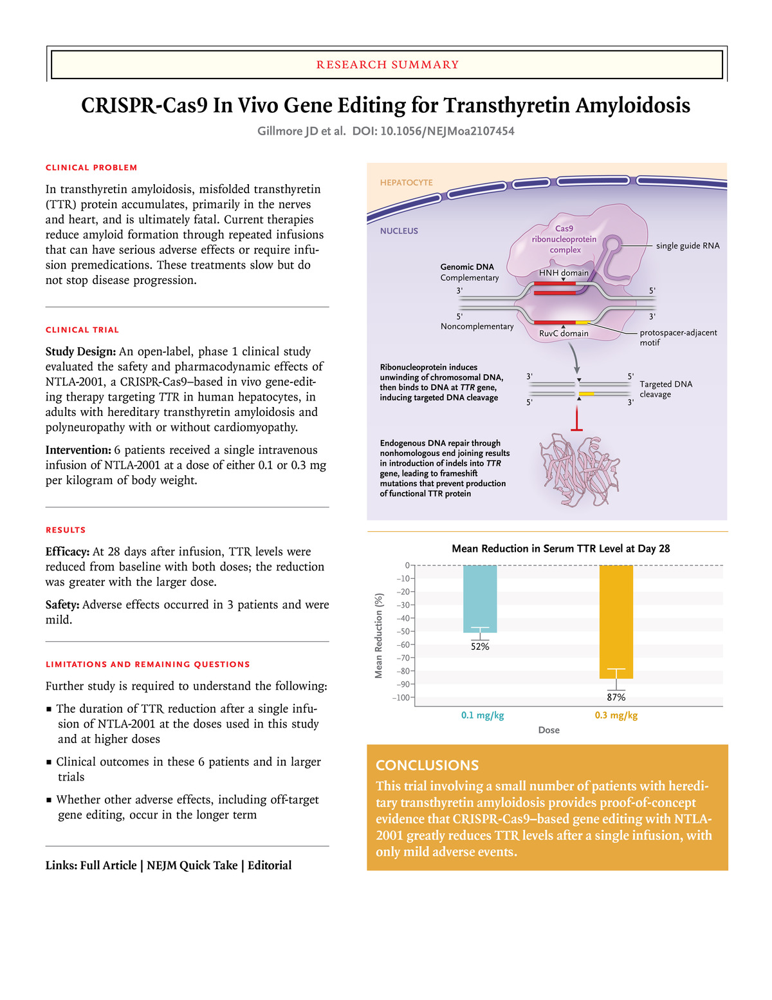 RESEARCH SUMMARY
CRISPR-Cas9 In Vivo Gene Editing for Transthyretin Amyloidosis
Gillmore JD et al. DOI: 10.1056/NEJMoa2107454
CLINICAL PROBLEM
In transthyretin amyloidosis, misfolded transthyretin
(TTR) protein accumulates, primarily in the nerves
and heart, and is ultimately fatal. Current therapies
reduce amyloid formation through repeated infusions
that can have serious adverse effects or require infu-
sion premedications. These treatments slow but do
not stop disease progression.
CLINICAL TRIAL
Study Design: An open-label, phase 1 clinical study
evaluated the safety and pharmacodynamic effects of
NTLA-2001, a CRISPR-Cas9–based in vivo gene-edit-
ing therapy targeting TTR in human hepatocytes, in
adults with hereditary transthyretin amyloidosis and
polyneuropathy with or without cardiomyopathy.
Intervention: 6 patients received a single intravenous
infusion of NTLA-2001 at a dose of either 0.1 or 0.3 mg
per kilogram of body weight.
RESULTS
Efficacy: At 28 days after infusion, TTR levels were
reduced from baseline with both doses; the reduction
was greater with the larger dose.
Safety: Adverse effects occurred in 3 patients and were
mild.
LIMITATIONS AND REMAINING QUESTIONS
Further study is required to understand the following:
▪ The duration of TTR reduction after a single infu-
sion of NTLA-2001 at the doses used in this study
and at higher doses
▪ Clinical outcomes in these 6 patients and in larger
trials
▪ Whether other adverse effects, including off-target
gene editing, occur in the longer term
Links: Full Article | NEJM Quick Take | Editorial
HEPATOCYTE
NUCLEUS
Cas9
ribonucleoprotein
complex
single guide RNA
Genomic DNA
Complementary
HNH domain
3'
5'
5'
3'
Noncomplementary
RuvC domain
protospacer-adjacent
motif
Ribonucleoprotein induces
unwinding of chromosomal DNA,
then binds to DNA at TTR gene,
inducing targeted DNA cleavage
3'
5'
Targeted DNA
cleavage
5'
3'
Endogenous DNA repair through
nonhomologous end joining results
in introduction of indels into TTR
gene, leading to frameshift
mutations that prevent production
of functional TTR protein
Mean Reduction in Serum TTR Level at Day 28
Mean Reduction (%)
0
–10
–20
–30
–40
–50
–60
–70
–80
–90
–100
52%
87%
0.1 mg/kg
0.3 mg/kg
Dose
CONCLUSIONS
This trial involving a small number of patients with heredi-
tary transthyretin amyloidosis provides proof-of-concept
evidence that CRISPR-Cas9–based gene editing with NTLA-
2001 greatly reduces TTR levels after a single infusion, with
only mild adverse events.